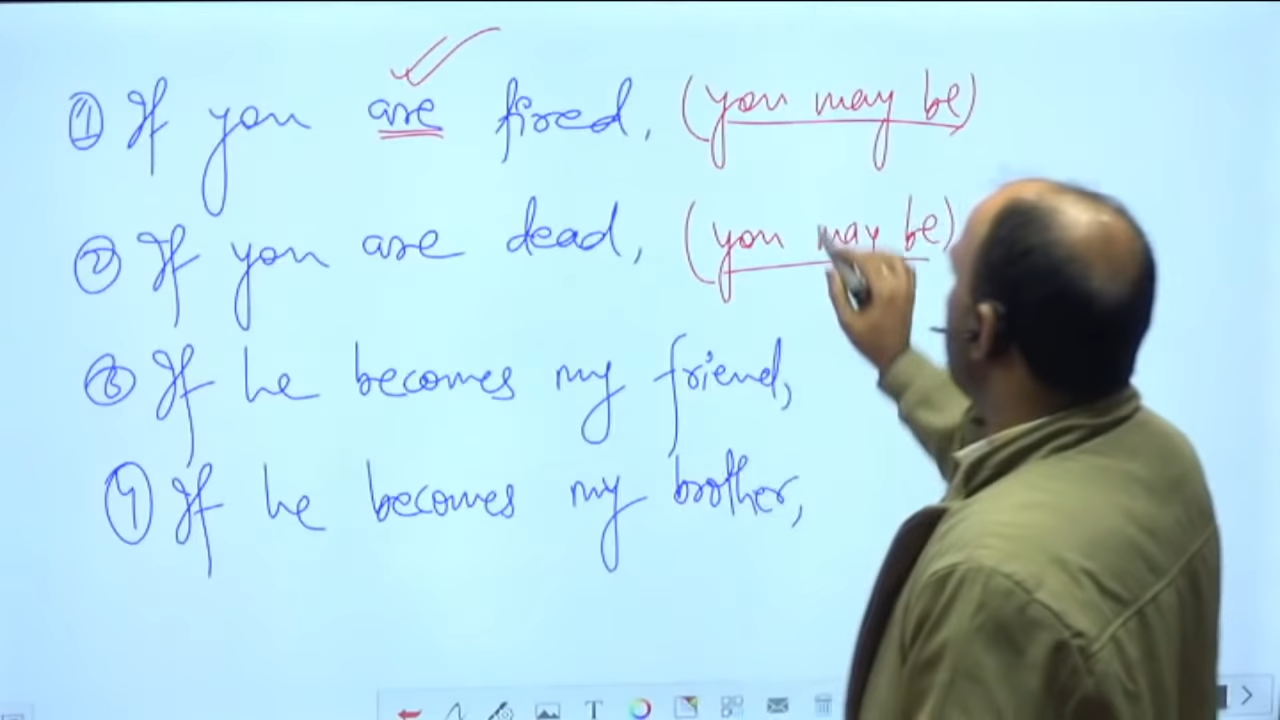 ① If you are fired, (you may be)
② If you are dead, (you may be)
③ If he becomes my friend,
④ If he becomes my brother,